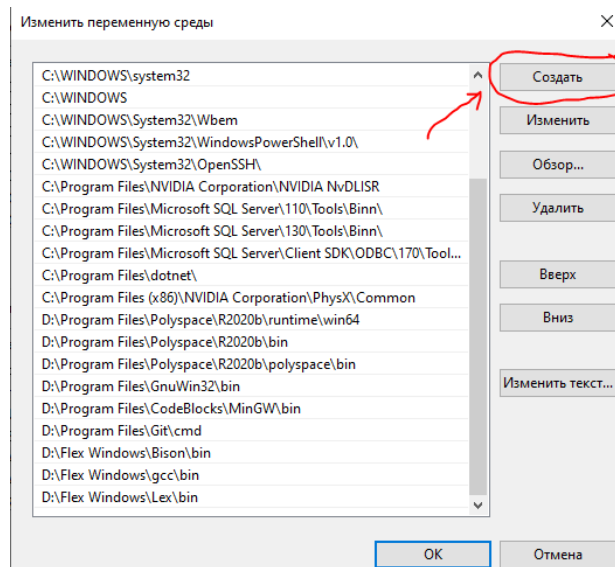 Изменить переменную среды
C:\WINDOWS\system32
C:\WINDOWS
C:\WINDOWS\System32\Wbem
C:\WINDOWS\System32\WindowsPowerShell\v1.0\
C:\WINDOWS\System32\OpenSSH\
C:\Program Files\NVIDIA Corporation\NVIDIA NvDLISR
C:\Program Files\Microsoft SQL Server\110\Tools\Binn\
C:\Program Files\Microsoft SQL Server\130\Tools\Binn\
C:\Program Files\Microsoft SQL Server\Client SDK\ODBC\170\Tool...
C:\Program Files\dotnet\
C:\Program Files (x86)\NVIDIA Corporation\PhysX\Common
D:\Program Files\Polyspace\R2020b\runtime\win64
D:\Program Files\Polyspace\R2020b\bin
D:\Program Files\Polyspace\R2020b\polyspace\bin
D:\Program Files\GnuWin32\bin
D:\Program Files\CodeBlocks\MinGW\bin
D:\Program Files\Git\cmd
D:\Flex Windows\Bison\bin
D:\Flex Windows\gcc\bin
D:\Flex Windows\Lex\bin
Создать
Изменить
Обзор...
Удалить
Вверх
Вниз
Изменить текст...
OK
Отмена